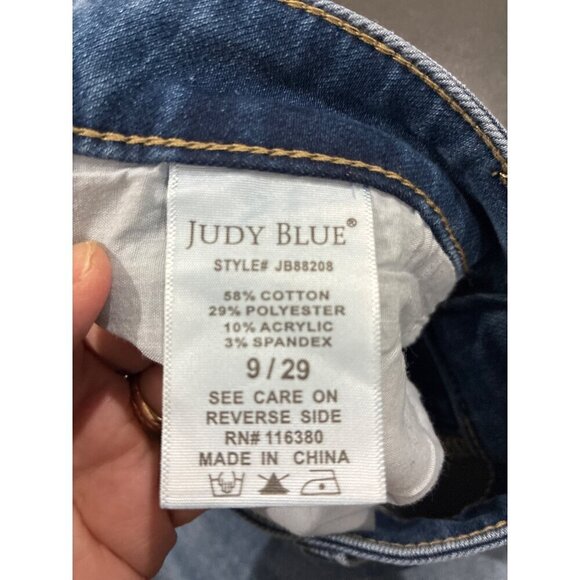 JUDY BLUE®
STYLE# JB88208
58% COTTON
29% POLYESTER
10% ACRYLIC
3% SPANDEX
9 / 29
SEE CARE ON
REVERSE SIDE
RN# 116380
MADE IN CHINA